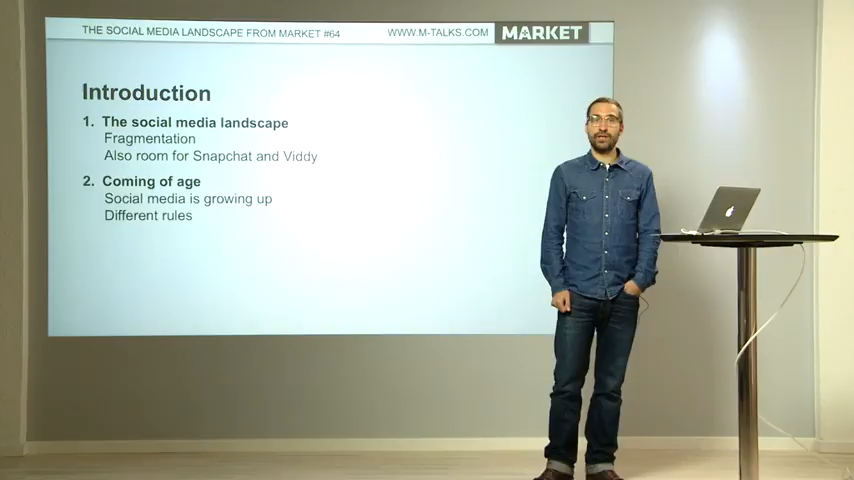 THE SOCIAL MEDIA LANDSCAPE FROM MARKET #64 WWW.M-TALKS.COM MARKET
Introduction
1. The social media landscape
Fragmentation
Also room for Snapchat and Viddy
2. Coming of age
Social media is growing up
Different rules